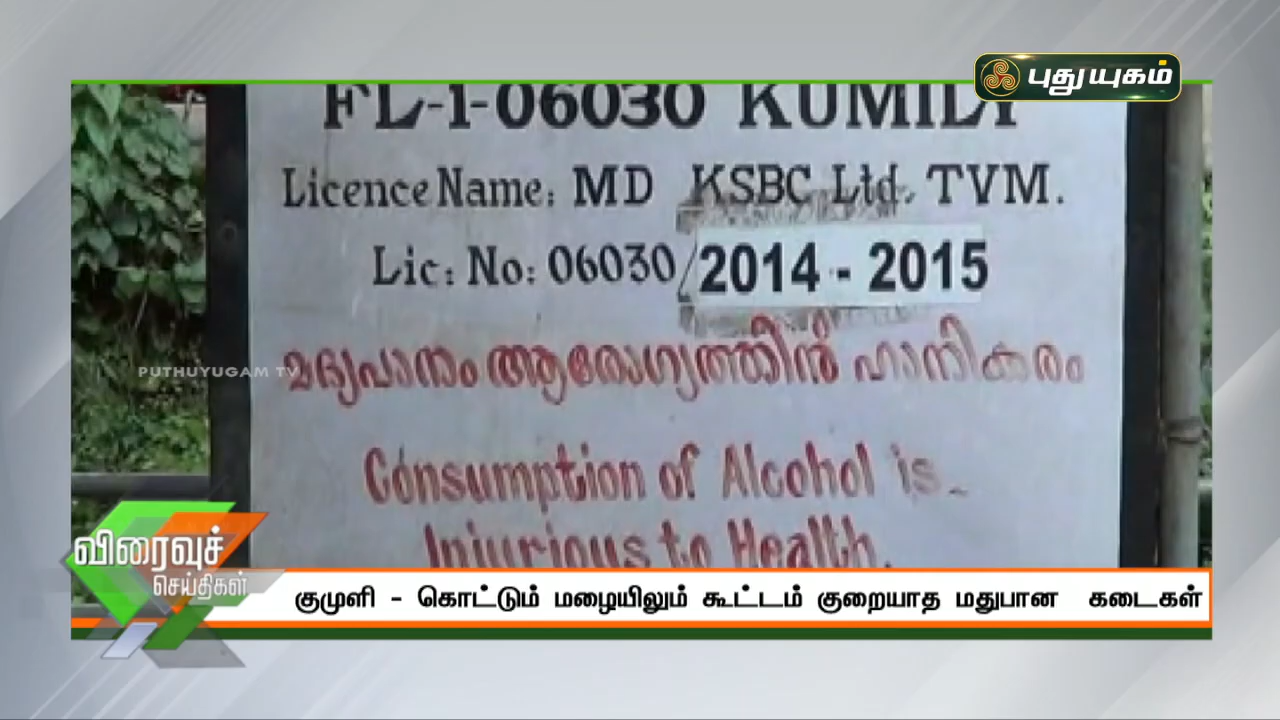 புதுயுகம்
FL-1-06030 KUMILY
Licence Name: MD KSBC Ltd. TVM.
Lic: No: 06030/2014 - 2015
PUTHUYUGAM TV
മദ്യപാനം ആരോഗ്യത്തിന് ഹാനികരം
Consumption of Alcohol is
Injurious to Health.
விரைவுச்
செய்திகள்
குமுளி - கொட்டும் மழையிலும் கூட்டம் குறையாத மதுபான கடைகள்